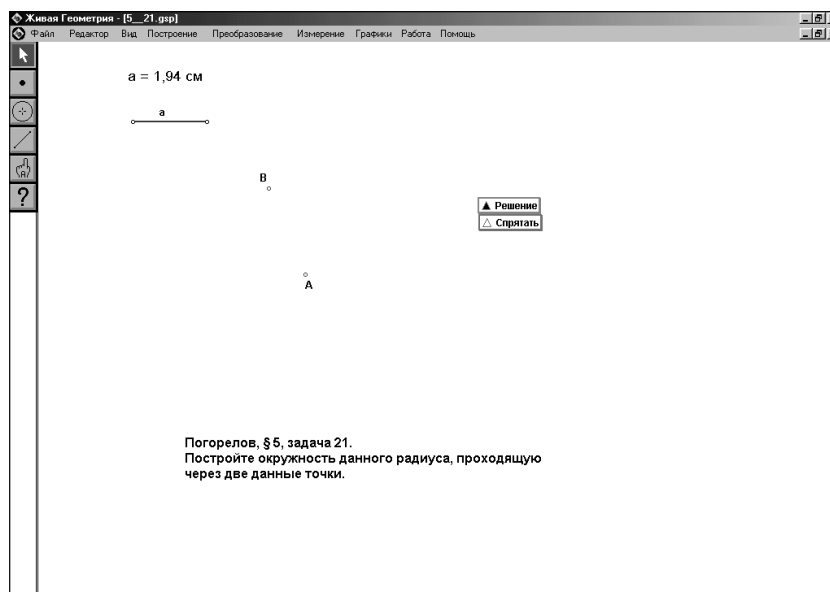 Живая Геометрия - [5__21.gsp]
Файл Редактор Вид Построение Преобразование Измерение Графики Работа Помощь
a = 1,94 см
a
B
▲ Решение
△ Спрятать
A
?
Погорелов, § 5, задача 21.
Постройте окружность данного радиуса, проходящую
через две данные точки.